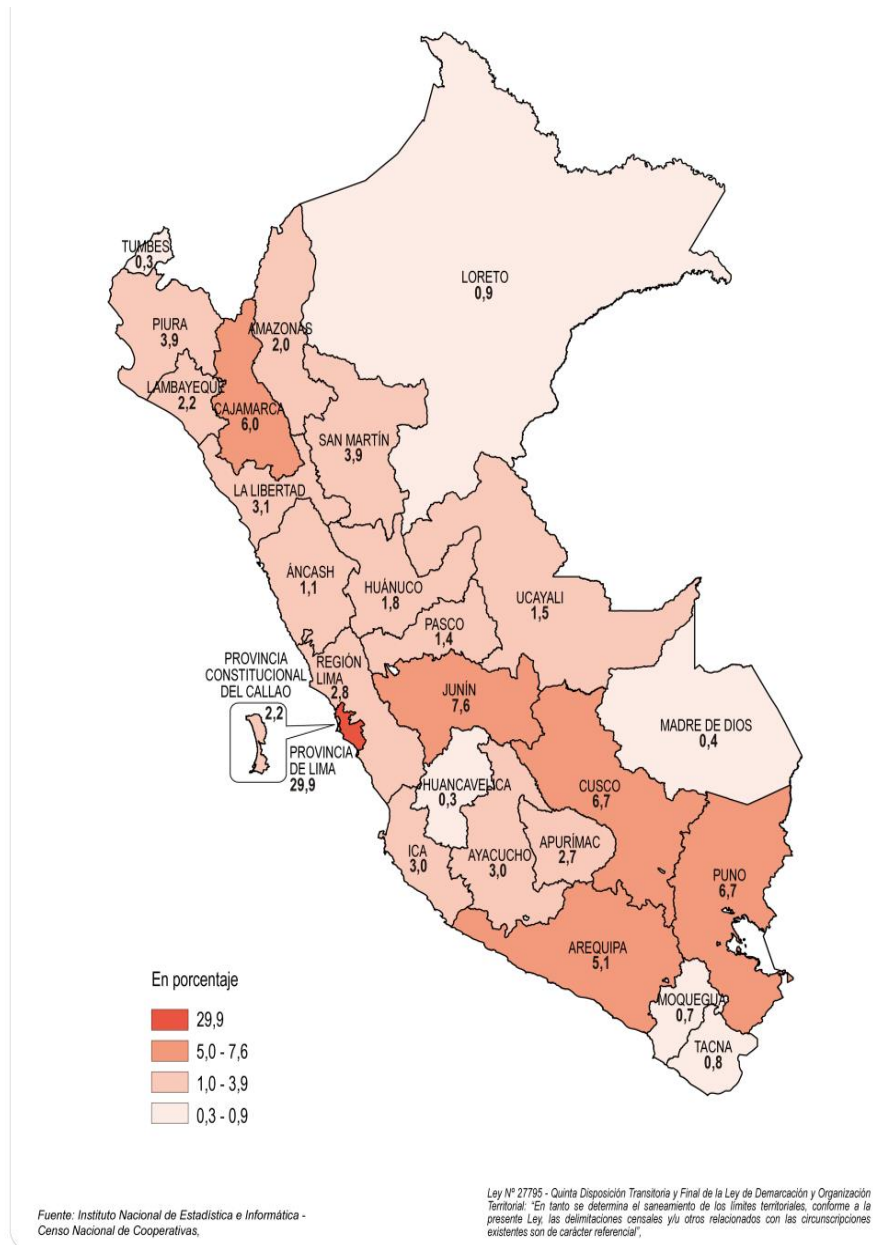 TUMBES
0,3
LORETO
0,9
PIURA
3,9
AMAZONAS
2,0
LAMBAYEQUE
2,2
CAJAMARCA
6,0
SAN MARTÍN
3,9
LA LIBERTAD
3,1
ÁNCASH
1,1
HUÁNUCO
1,8
UCAYALI
1,5
PASCO
1,4
PROVINCIA
CONSTITUCIONAL
DEL CALLAO
2,2
REGIÓN
LIMA
2,8
JUNÍN
7,6
MADRE DE DIOS
0,4
PROVINCIA
DE LIMA
29,9
HUANCAVELICA
0,3
CUSCO
6,7
ICA
3,0
AYACUCHO
3,0
APURÍMAC
2,7
PUNO
6,7
AREQUIPA
5,1
MOQUEGUA
0,7
TACNA
0,8
En porcentaje
29,9
5,0 - 7,6
1,0 - 3,9
0,3 - 0,9
Fuente: Instituto Nacional de Estadística e Informática -
Censo Nacional de Cooperativas,
Ley Nº 27795 - Quinta Disposición Transitoria y Final de la Ley de Demarcación y Organización
Territorial: “En tanto se determina el saneamiento de los límites territoriales, conforme a la
presente Ley, las delimitaciones censales y/u otros relacionados con las circunscripciones
existentes son de carácter referencial”,